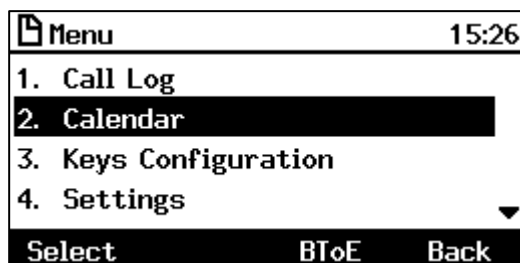 Menu 15:26
1. Call Log
2. Calendar
3. Keys Configuration
4. Settings
Select BToE Back